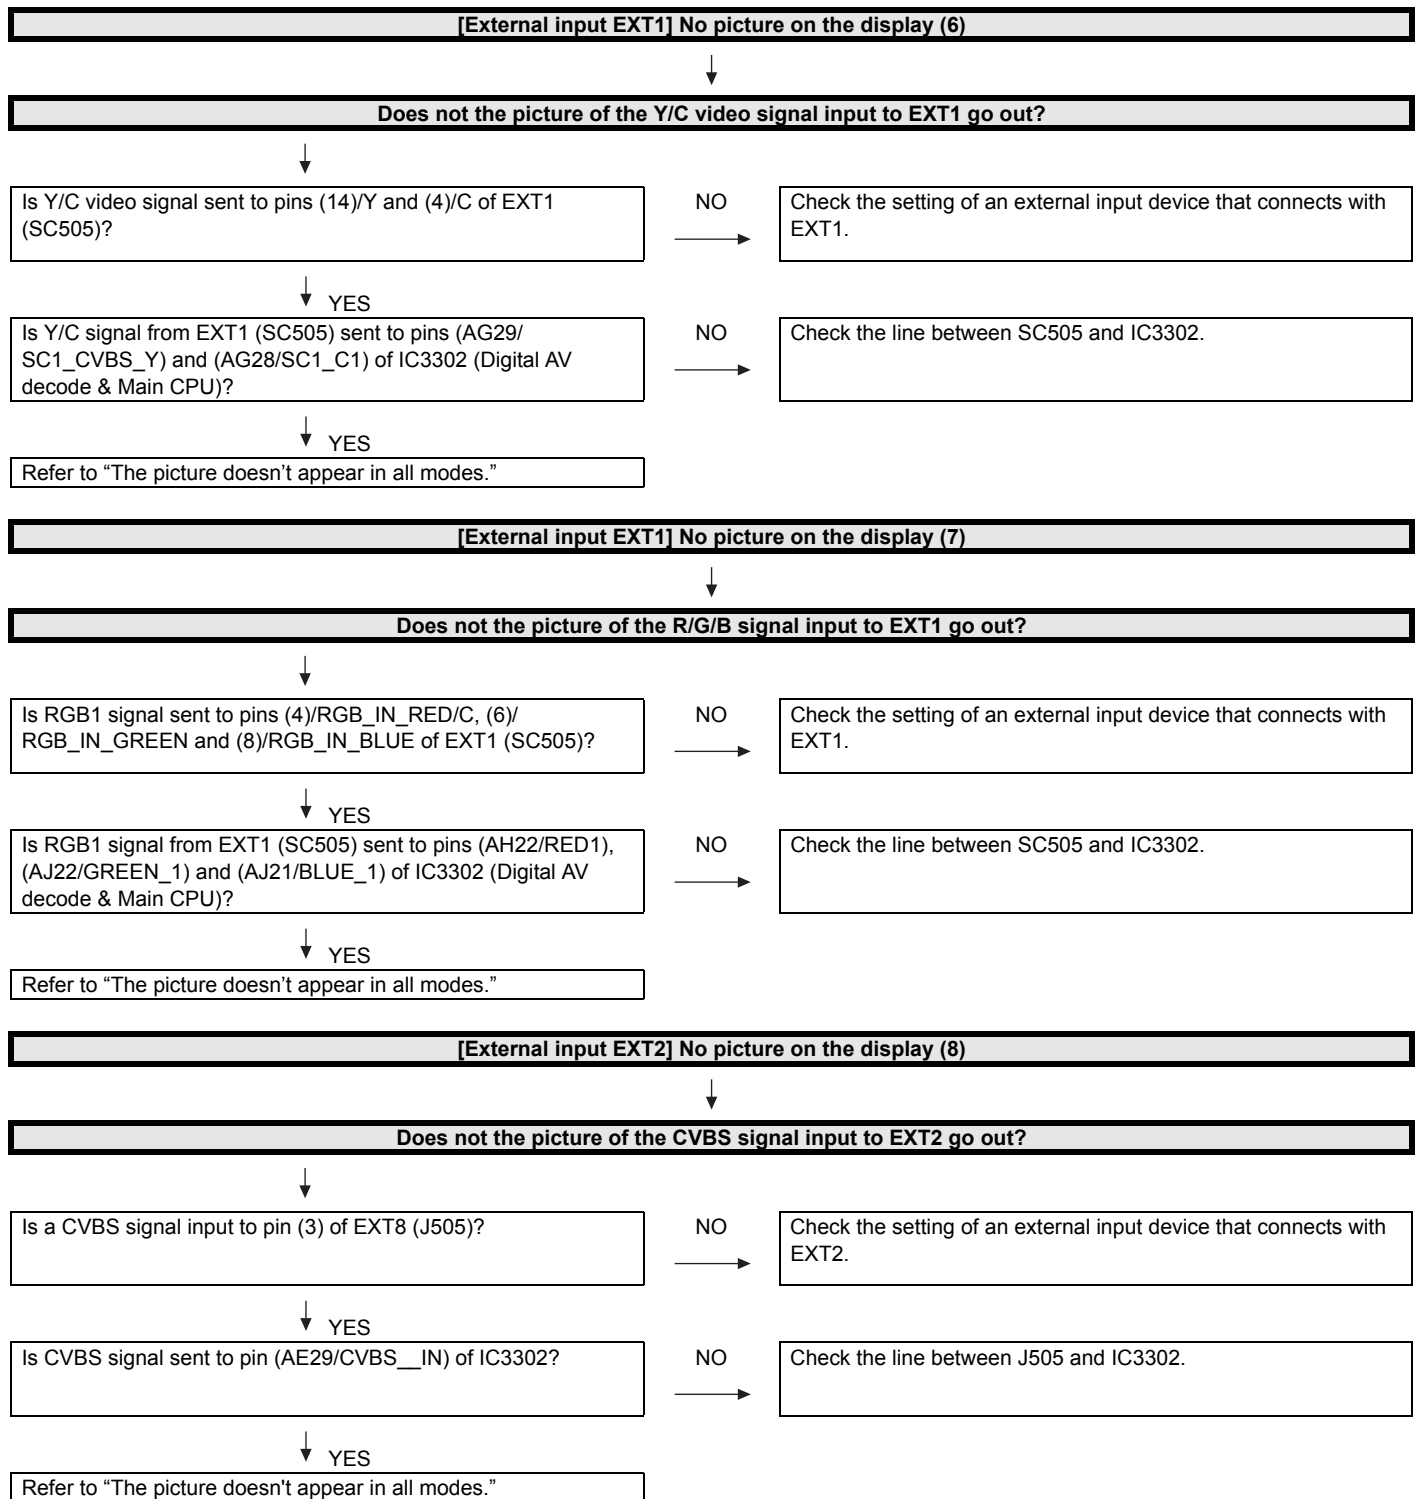 [External input EXT1] No picture on the display (6)
Does not the picture of the Y/C video signal input to EXT1 go out?
Is Y/C video signal sent to pins (14)/Y and (4)/C of EXT1
(SC505)?
NO
Check the setting of an external input device that connects with
EXT1.
YES
Is Y/C signal from EXT1 (SC505) sent to pins (AG29/
SC1_CVBS_Y) and (AG28/SC1_C1) of IC3302 (Digital AV
decode & Main CPU)?
NO
Check the line between SC505 and IC3302.
YES
Refer to “The picture doesn’t appear in all modes.”
[External input EXT1] No picture on the display (7)
Does not the picture of the R/G/B signal input to EXT1 go out?
Is RGB1 signal sent to pins (4)/RGB_IN_RED/C, (6)/
RGB_IN_GREEN and (8)/RGB_IN_BLUE of EXT1 (SC505)?
NO
Check the setting of an external input device that connects with
EXT1.
YES
Is RGB1 signal from EXT1 (SC505) sent to pins (AH22/RED1),
(AJ22/GREEN_1) and (AJ21/BLUE_1) of IC3302 (Digital AV
decode & Main CPU)?
NO
Check the line between SC505 and IC3302.
YES
Refer to “The picture doesn’t appear in all modes.”
[External input EXT2] No picture on the display (8)
Does not the picture of the CVBS signal input to EXT2 go out?
Is a CVBS signal input to pin (3) of EXT8 (J505)?
NO
Check the setting of an external input device that connects with
EXT2.
YES
Is CVBS signal sent to pin (AE29/CVBS__IN) of IC3302?
NO
Check the line between J505 and IC3302.
YES
Refer to “The picture doesn't appear in all modes.”